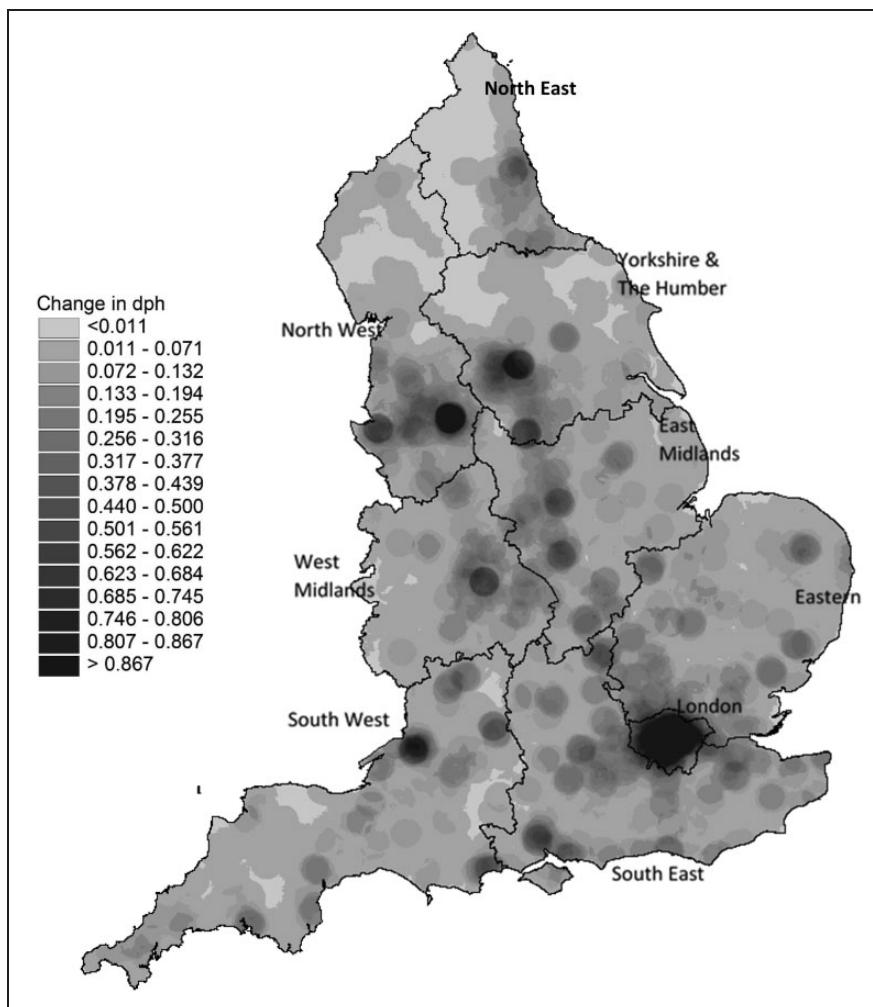 North East
Yorkshire &
The Humber
Change in dph
<0.011
0.011 - 0.071
0.072 - 0.132
0.133 - 0.194
0.195 - 0.255
0.256 - 0.316
0.317 - 0.377
0.378 - 0.439
0.440 - 0.500
0.501 - 0.561
0.562 - 0.622
0.623 - 0.684
0.685 - 0.745
0.746 - 0.806
0.807 - 0.867
> 0.867
North West
East
Midlands
West
Midlands
Eastern
London
South West
South East